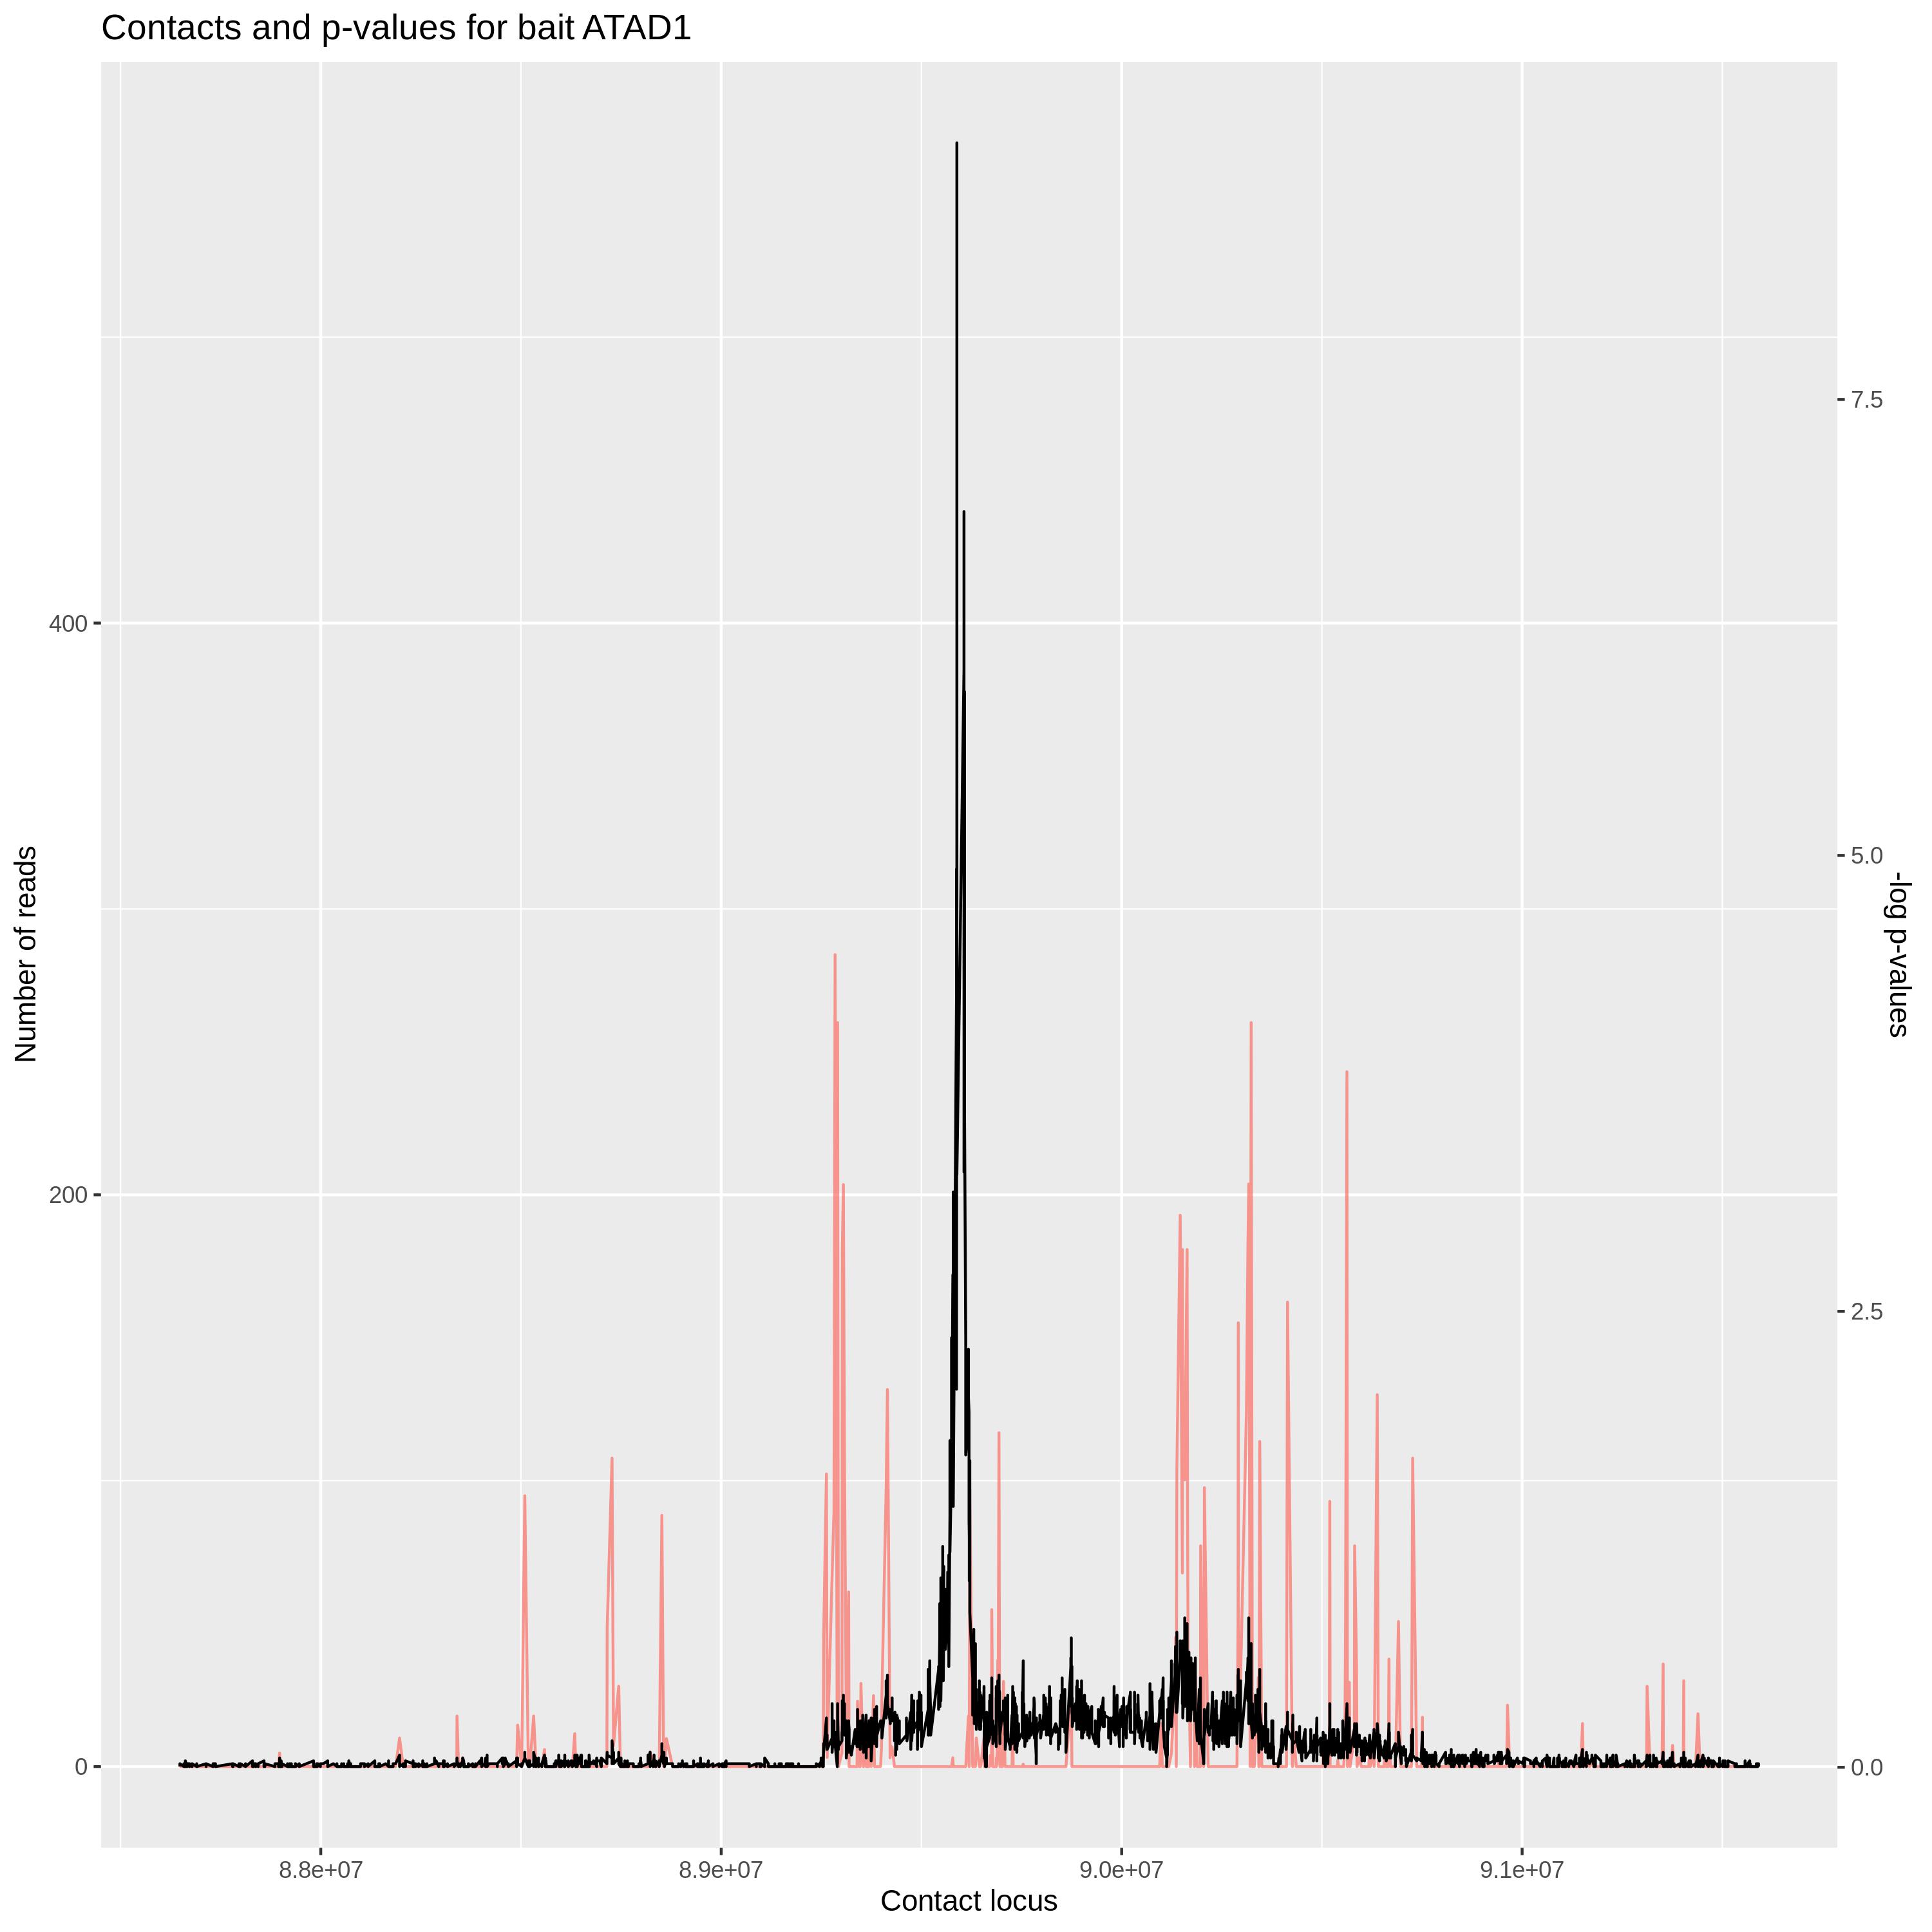 Contacts and p-values for bait ATAD1
Number of reads
400
200
0
7.5
5.0
2.5
0.0
-log p-values
8.8e+07
8.9e+07
9.0e+07
9.1e+07
Contact locus